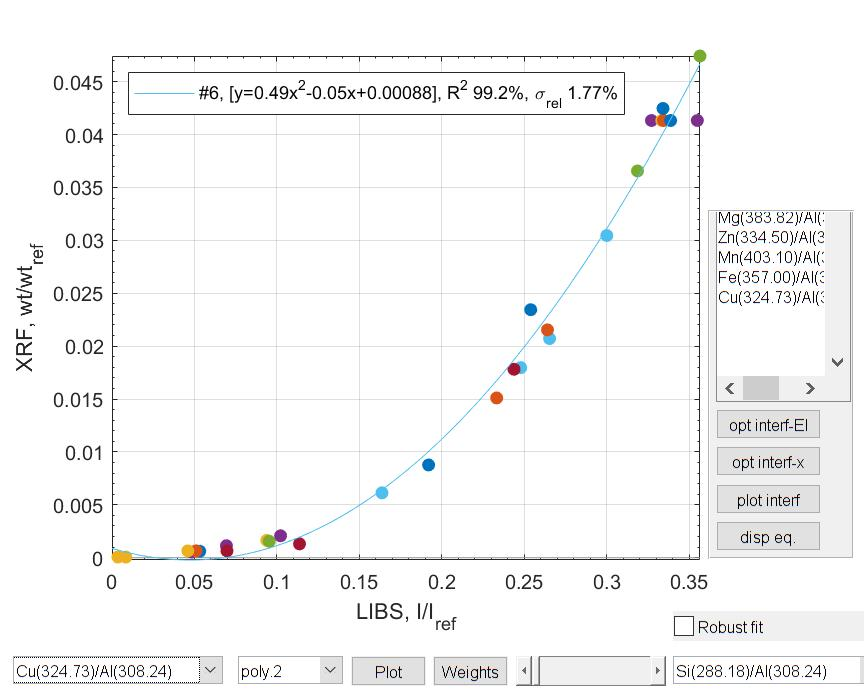 #6, [y=0.49x²-0.05x+0.00088], R² 99.2%, σrel 1.77%
0.045
0.04
0.035
0.03
0.025
0.02
0.015
0.01
0.005
0
XRF, wt/wtref
0 0.05 0.1 0.15 0.2 0.25 0.3 0.35
LIBS, I/Iref
Mg(383.82)/Al(3
Zn(334.50)/Al(3
Mn(403.10)/Al(3
Fe(357.00)/Al(3
Cu(324.73)/Al(3
opt interf-El
opt interf-x
plot interf
disp eq.
Robust fit
Cu(324.73)/Al(308.24) poly.2 Plot Weights Si(288.18)/Al(308.24)